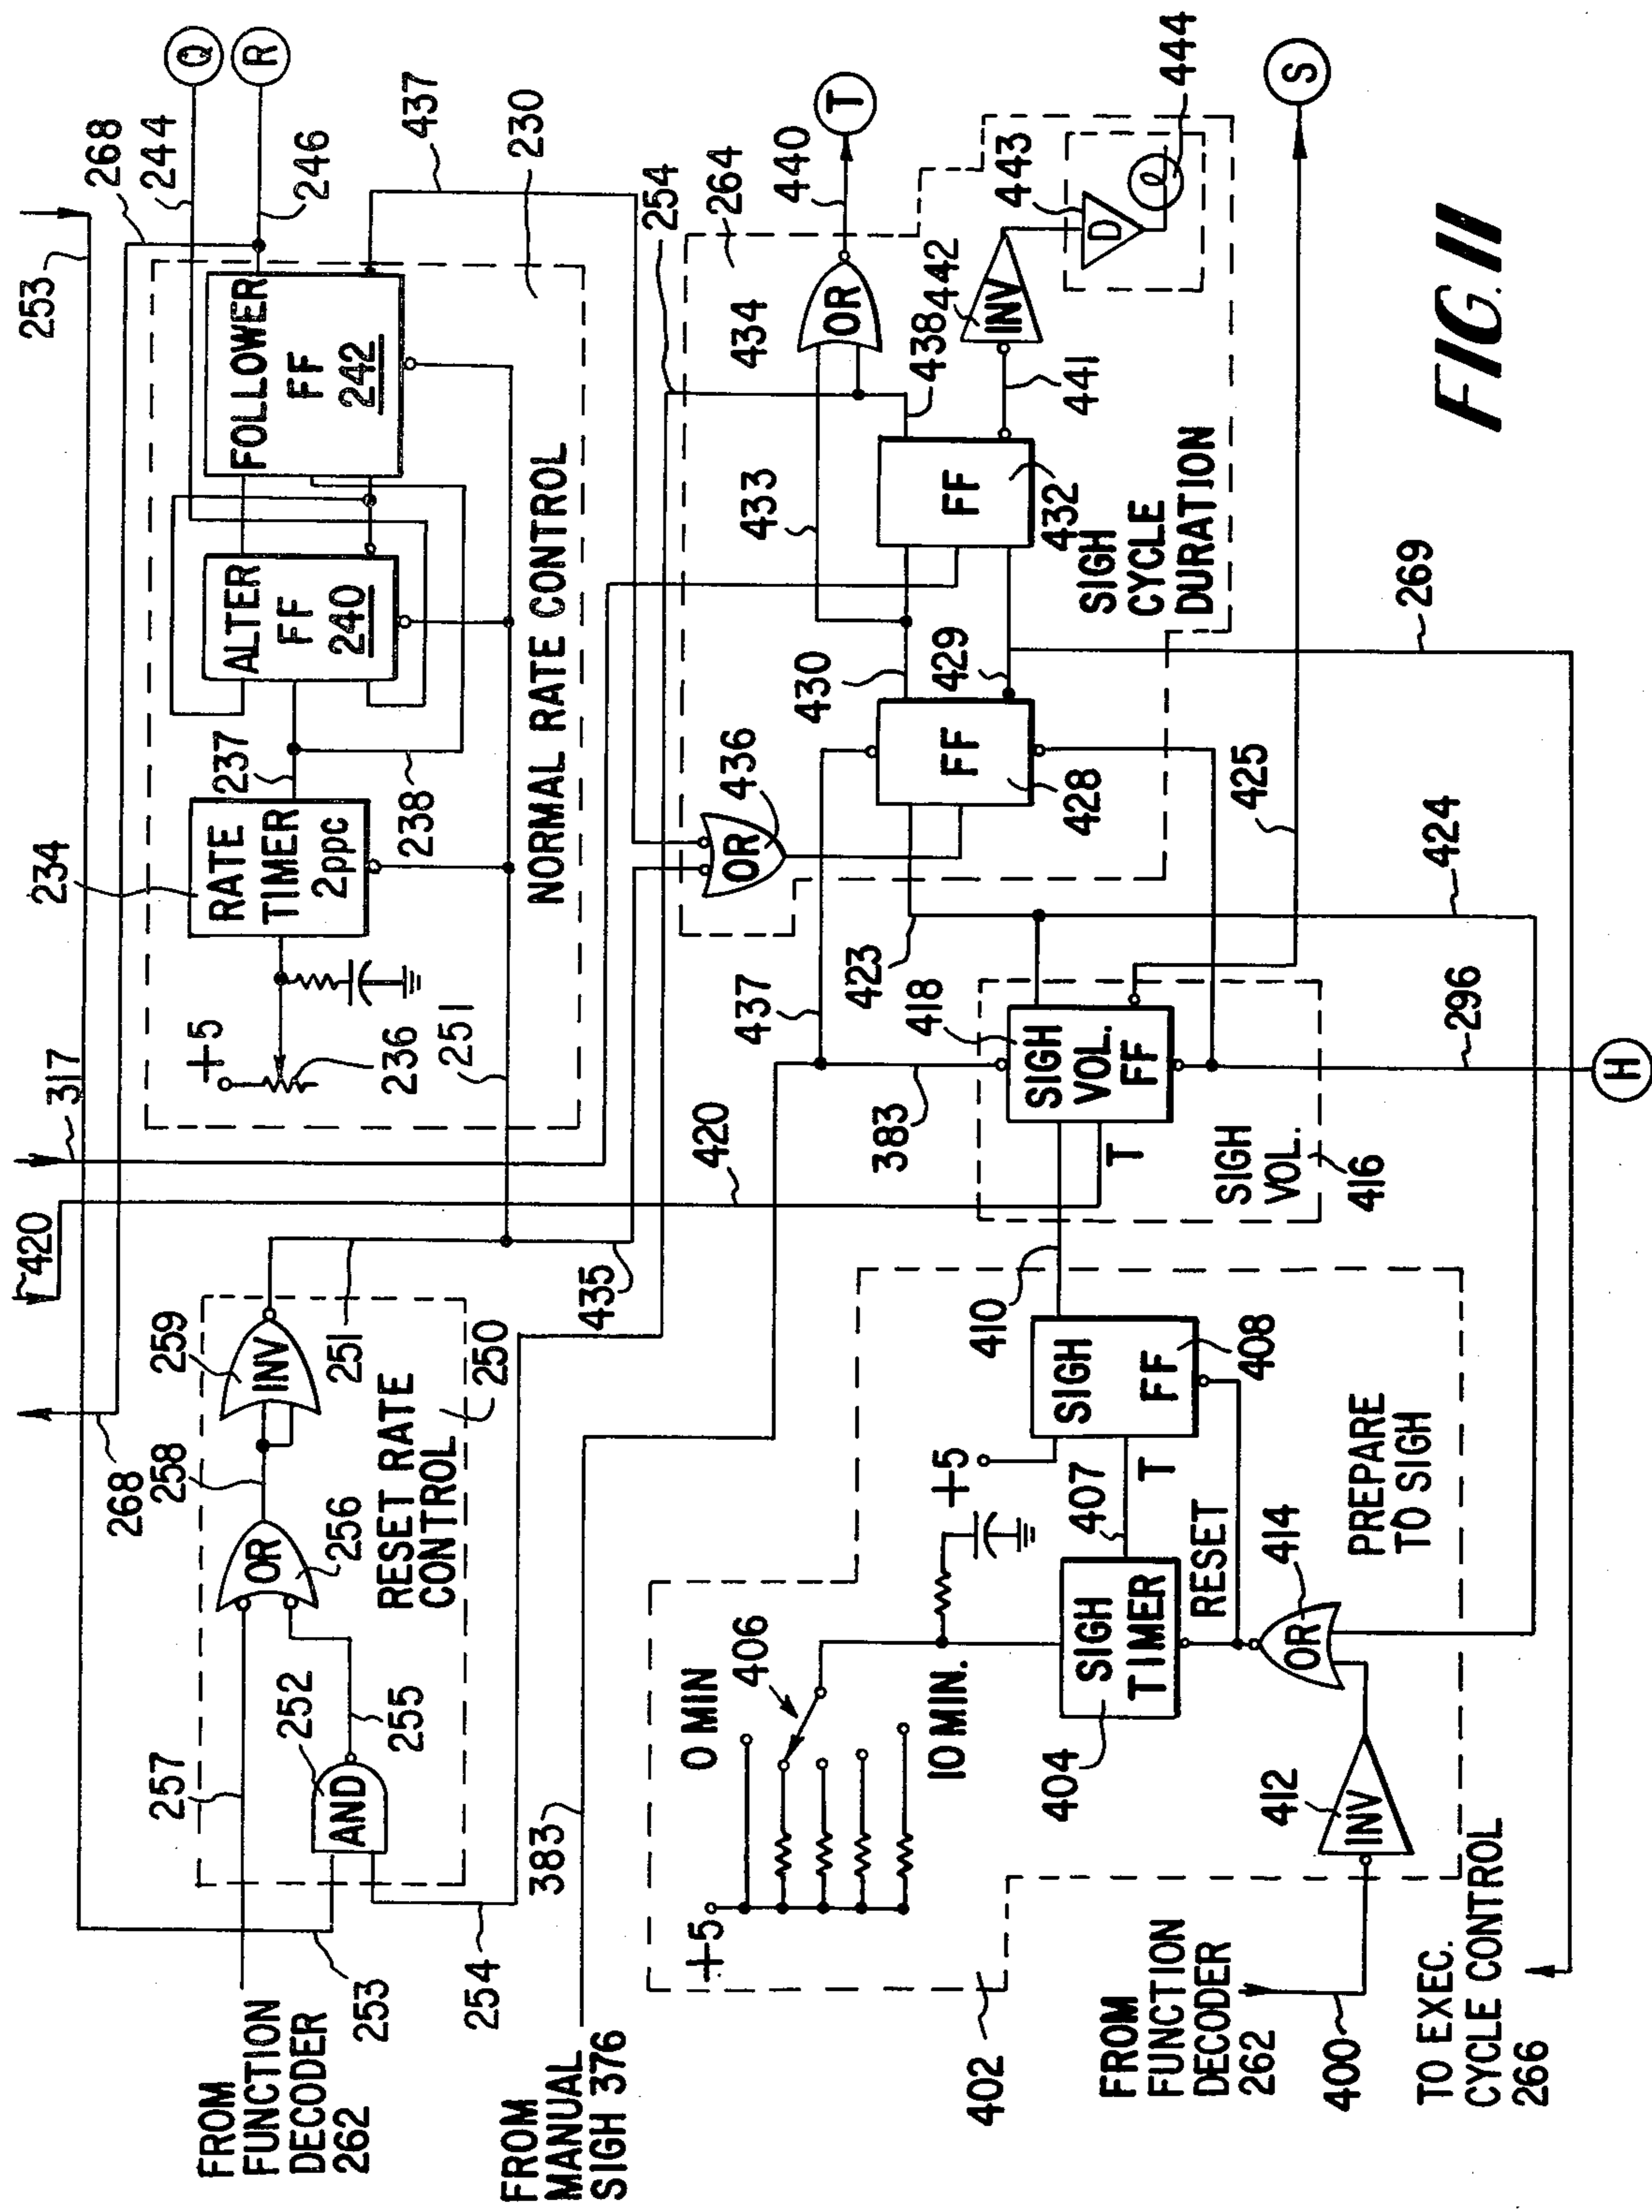 253
268
244
Q
R
246
437
230
FOLLOWER
FF
242
ALTER
FF
240
237
238
234
RATE
TIMER
2ppc
+5
236
251
317
NORMAL RATE CONTROL
420
268
259
INV
251
258
OR
256
250
RESET RATE
CONTROL
435
257
252
AND
255
FROM
FUNCTION
DECODER
262
253
254
383
FROM
MANUAL
SIGH 376
254
264
434
OR
440
T
438
442
INV
441
443
D
444
433
FF
432
SIGH
CYCLE
DURATION
430
429
FF
428
436
OR
437
423
418
SIGH
VOL.
FF
T
383
420
SIGH
VOL.
416
425
S
424
269
296
H
410
SIGH
FF
408
+5
407
T
RESET
414
OR
PREPARE
TO SIGH
0 MIN
406
10 MIN.
SIGH
TIMER
404
412
INV
+5
402
FROM
FUNCTION
DECODER
262
400
TO EXEC.
CYCLE CONTROL
266
FIG. 11